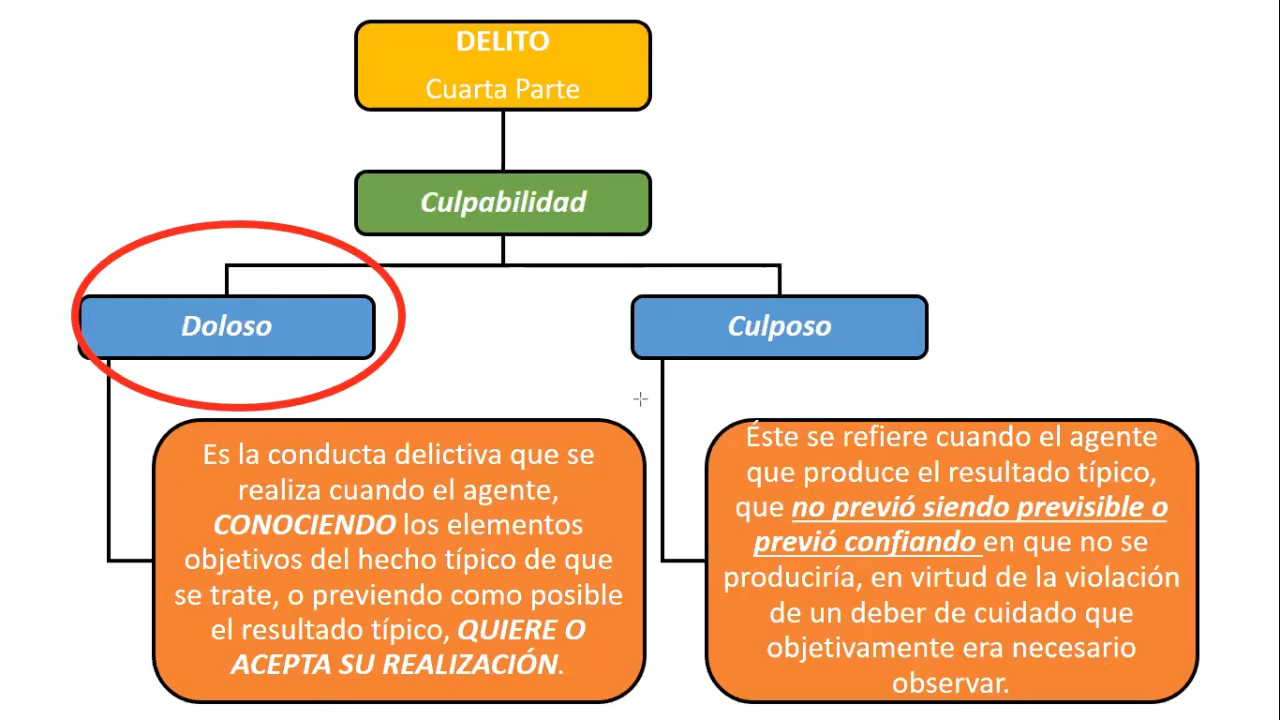 DELITO
Cuarta Parte
Culpabilidad
Doloso
Culposo
Es la conducta delictiva que se
realiza cuando el agente,
CONOCIENDO los elementos
objetivos del hecho típico de que
se trate, o previendo como posible
el resultado típico, QUIERE O
ACEPTA SU REALIZACIÓN.
Éste se refiere cuando el agente
que produce el resultado típico,
que no previó siendo previsible o
previó confiando en que no se
produciría, en virtud de la violación
de un deber de cuidado que
objetivamente era necesario
observar.